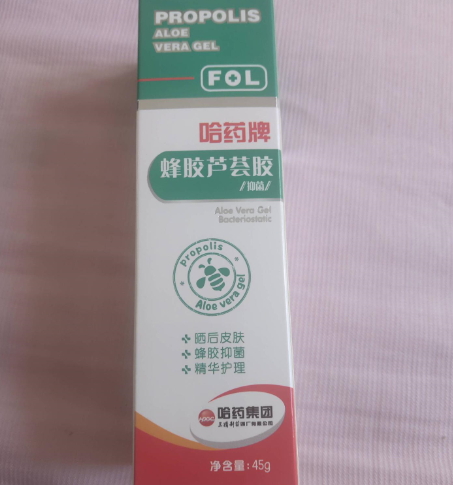 PROPOLIS
ALOE
VERA GEL
FOL
哈药牌
蜂胶芦荟胶
//抑菌//
Aloe Vera Gel
Bacteriostatic
propolis
Aloe vera gel
晒后皮肤
蜂胶抑菌
精华护理
哈药集团
净含量:45g